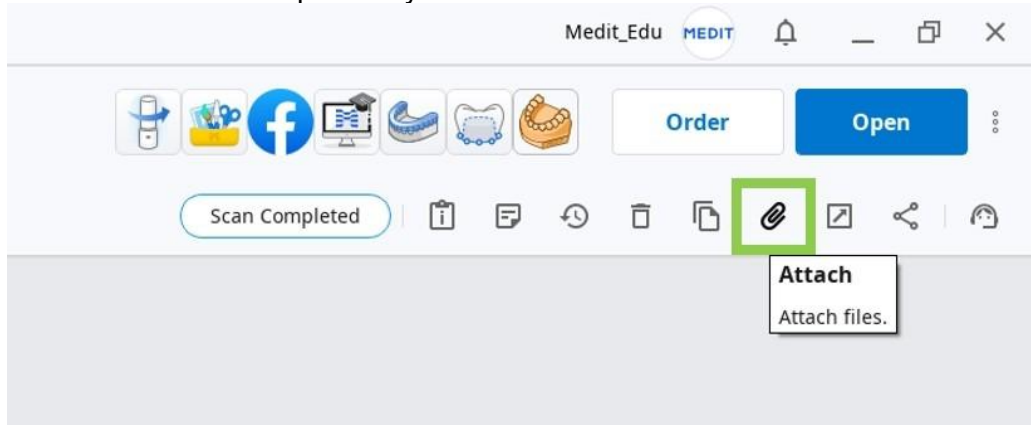 Medit_Edu MEDIT
Order Open
Scan Completed
Attach
Attach files.